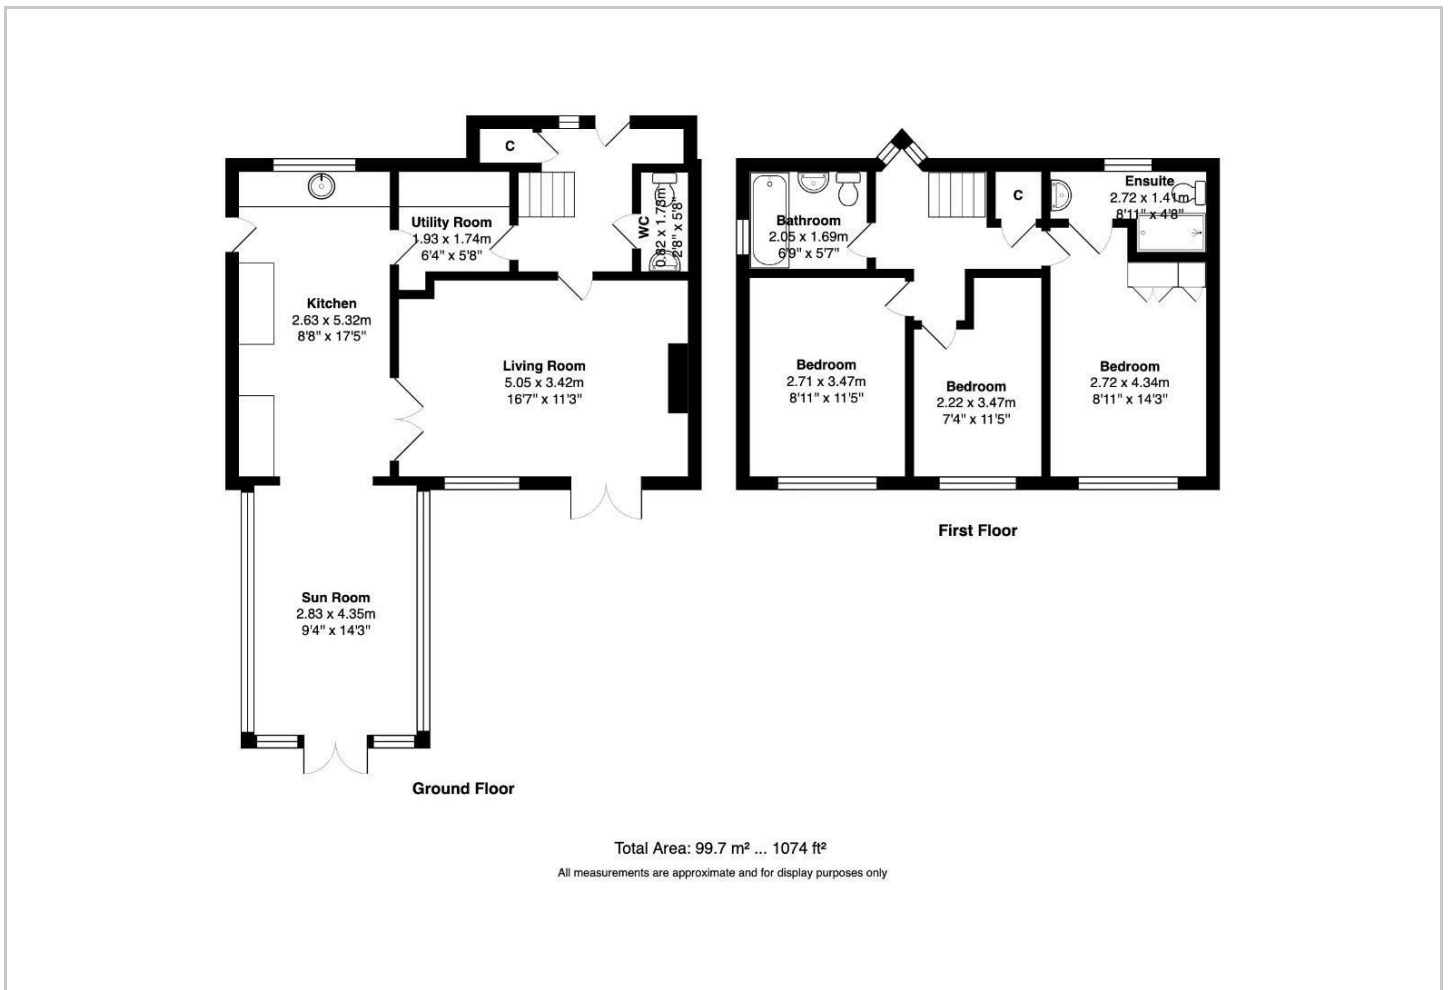 C
Utility Room
1.93 x 1.74m
6'4" x 5'8"
WC
0.82 x 1.73m
2'8" x 5'8"
Kitchen
2.63 x 5.32m
8'8" x 17'5"
Living Room
5.05 x 3.42m
16'7" x 11'3"
Sun Room
2.83 x 4.35m
9'4" x 14'3"
Ground Floor
Bathroom
2.05 x 1.69m
6'9" x 5'7"
C
Ensuite
2.72 x 1.41m
8'11" x 4'8"
Bedroom
2.71 x 3.47m
8'11" x 11'5"
Bedroom
2.22 x 3.47m
7'4" x 11'5"
Bedroom
2.72 x 4.34m
8'11" x 14'3"
First Floor
Total Area: 99.7 m² ... 1074 ft²
All measurements are approximate and for display purposes only